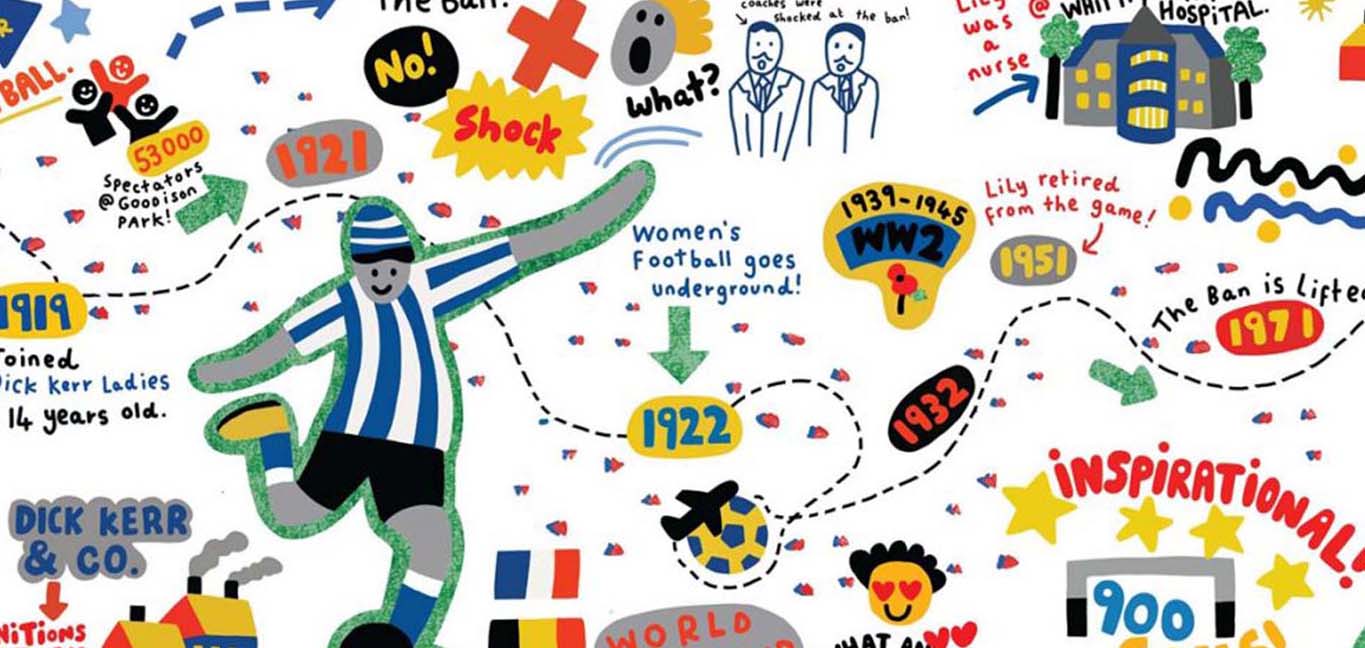 The Ban!
coaches were
shocked at the ban!
was @
a
nurse
HOSPITAL.
No!
Shock
What?
BALL.
53000
Spectators
@ Goodison
PARK!
1921
1919
Joined
Dick Kerr Ladies
14 years old.
Women's
Football goes
underground!
1922
1939-1945
WW2
Lily retired
from the game!
1951
1932
The Ban is Lifted
1971
DICK KERR
& CO.
INSPIRATIONAL!
900
WORLD